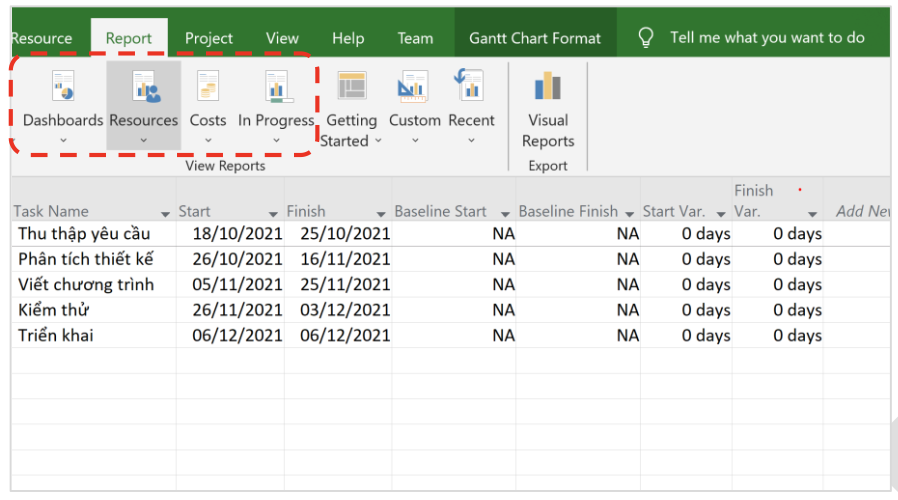 Resource Report Project View Help Team Gantt Chart Format Tell me what you want to do
Dashboards Resources Costs In Progress Getting Started Custom Recent Visual Reports
View Reports Export
Task Name Start Finish Baseline Start Baseline Finish Start Var. Finish Var. Add New
Thu thập yêu cầu 18/10/2021 25/10/2021 NA NA 0 days 0 days
Phân tích thiết kế 26/10/2021 16/11/2021 NA NA 0 days 0 days
Viết chương trình 05/11/2021 25/11/2021 NA NA 0 days 0 days
Kiểm thử 26/11/2021 03/12/2021 NA NA 0 days 0 days
Triển khai 06/12/2021 06/12/2021 NA NA 0 days 0 days